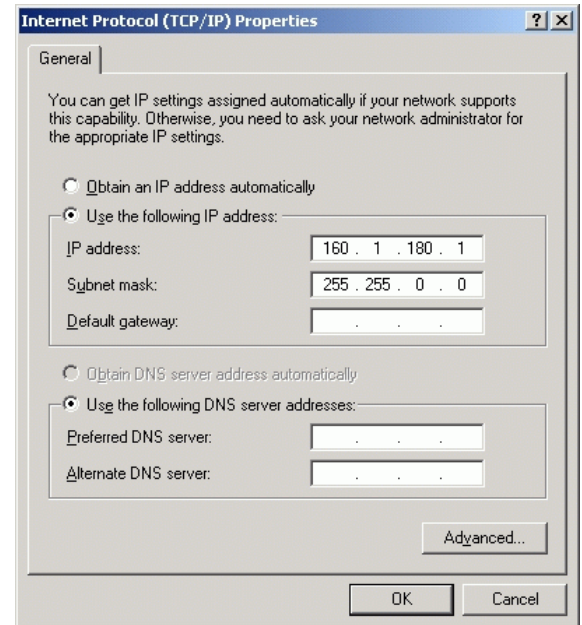 Internet Protocol (TCP/IP) Properties
General
You can get IP settings assigned automatically if your network supports
this capability. Otherwise, you need to ask your network administrator for
the appropriate IP settings.
Obtain an IP address automatically
Use the following IP address:
IP address: 160 . 1 . 180 . 1
Subnet mask: 255 . 255 . 0 . 0
Default gateway: . . .
Obtain DNS server address automatically
Use the following DNS server addresses:
Preferred DNS server: . . .
Alternate DNS server: . . .
Advanced...
OK Cancel